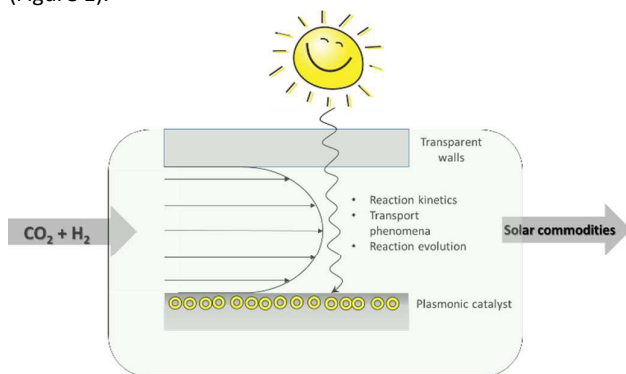 (Figure 1).
Transparent
walls
• Reaction kinetics
• Transport
phenomena
• Reaction evolution
CO₂ + H₂
Solar commodities
Plasmonic catalyst